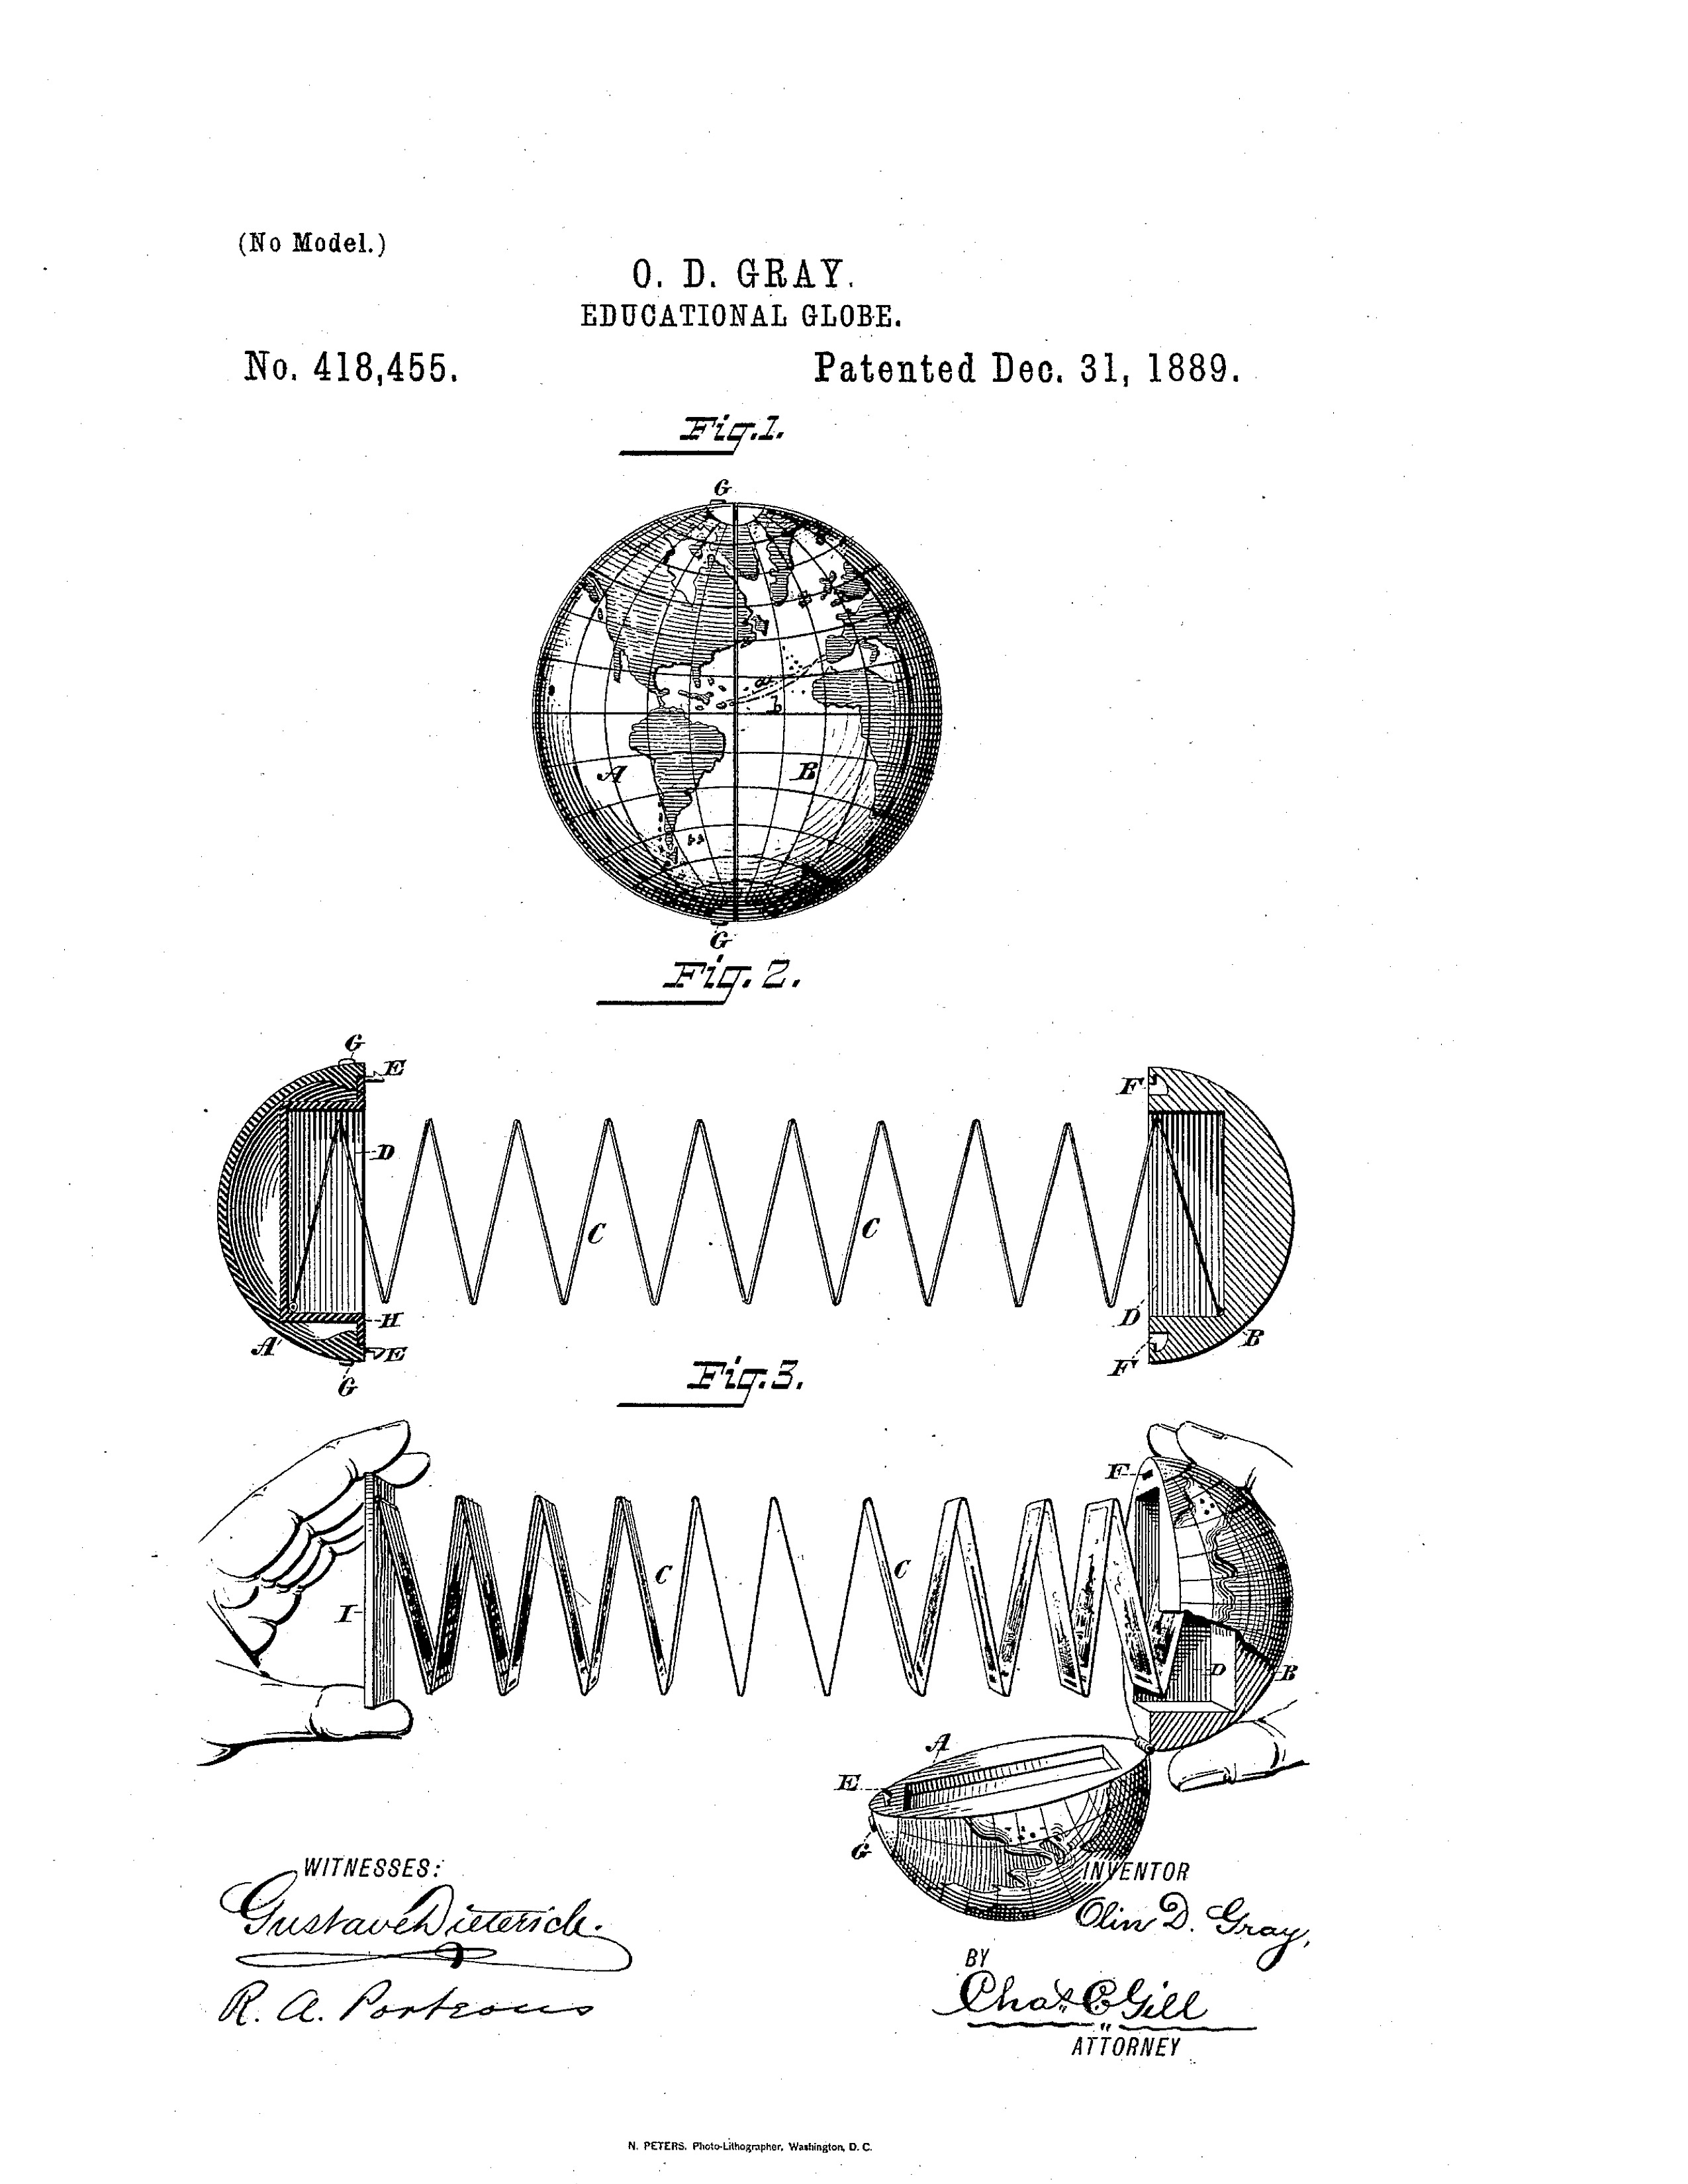 (No Model.)
O. D. GRAY.
EDUCATIONAL GLOBE.
No. 418,455.
Patented Dec. 31, 1889.
Fig. 1.
G
A
B
a
b
G
Fig. 2.
G
E
F
D
C
C
H
D
A
E
B
F
G
Fig. 3.
F
C
C
I
D
B
A
E
G
WITNESSES:
Gustave Dieterich.
R. A. Porteous
INVENTOR
Olin D. Gray,
BY
Chas. C. Gill
ATTORNEY
N. PETERS, Photo-Lithographer, Washington, D. C.